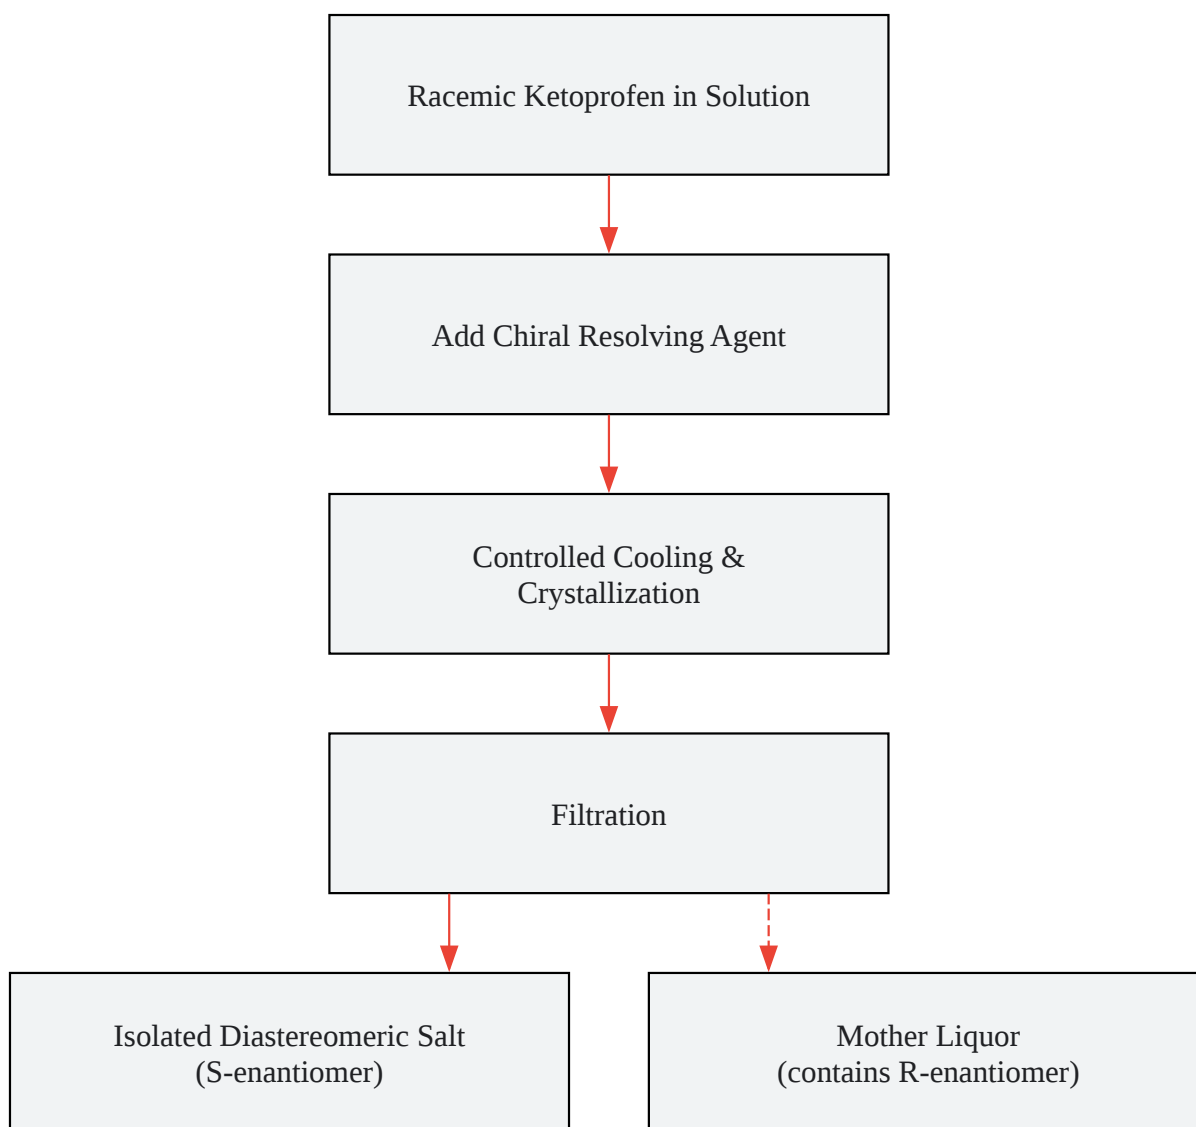 Racemic Ketoprofen in Solution
Add Chiral Resolving Agent
Controlled Cooling &
Crystallization
Filtration
Isolated Diastereomeric Salt
(S-enantiomer)
Mother Liquor
(contains R-enantiomer)